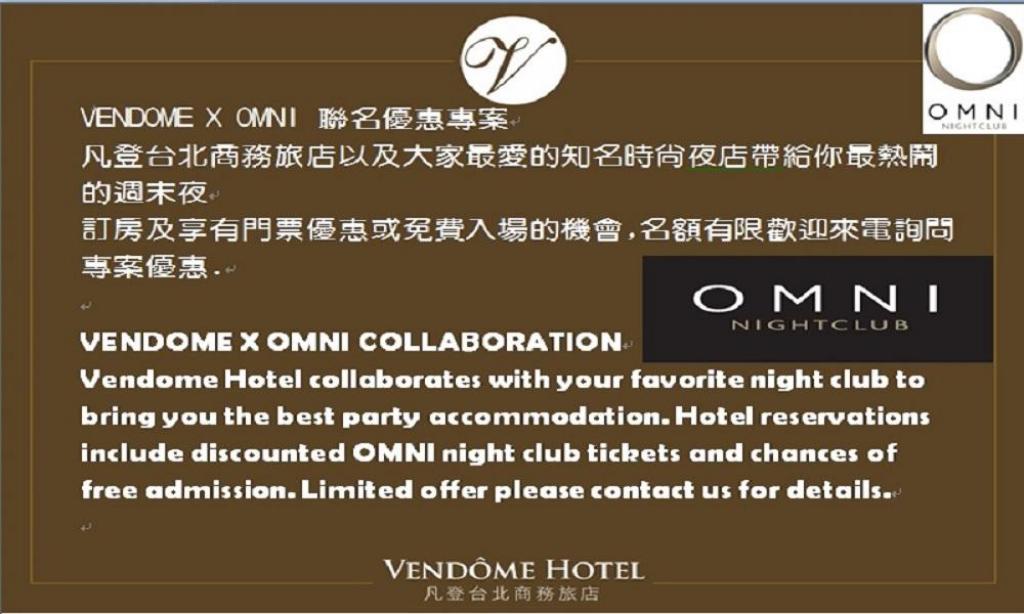 V
OMNI
NIGHTCLUB
VENDOME X OMNI 聯名優惠專案
凡登台北商務旅店以及大家最愛的知名時尚夜店帶給你最熱鬧
的週末夜
訂房及享有門票優惠或免費入場的機會,名額有限歡迎來電詢問
專案優惠.
OMNI
NIGHTCLUB
VENDOME X OMNI COLLABORATION
Vendome Hotel collaborates with your favorite night club to
bring you the best party accommodation. Hotel reservations
include discounted OMNI night club tickets and chances of
free admission. Limited offer please contact us for details.
VENDÔME HOTEL
凡登台北商務旅店